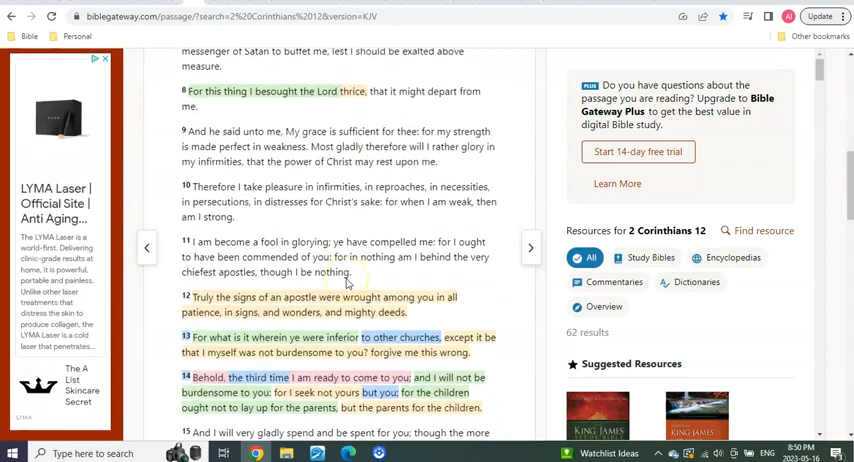 biblegateway.com/passage/?search=2%20Corinthians%2012&version=KJV
AI
Update
Bible
Personal
Other bookmarks
messenger of Satan to buffet me, lest I should be exalted above
measure.
8 For this thing I besought the Lord thrice, that it might depart from
me.
9 And he said unto me, My grace is sufficient for thee: for my strength
is made perfect in weakness. Most gladly therefore will I rather glory in
my infirmities, that the power of Christ may rest upon me.
10 Therefore I take pleasure in infirmities, in reproaches, in necessities,
in persecutions, in distresses for Christ's sake: for when I am weak, then
am I strong.
11 I am become a fool in glorying; ye have compelled me: for I ought
to have been commended of you: for in nothing am I behind the very
chiefest apostles, though I be nothing.
12 Truly the signs of an apostle were wrought among you in all
patience, in signs, and wonders, and mighty deeds.
13 For what is it wherein ye were inferior to other churches, except it be
that I myself was not burdensome to you? forgive me this wrong.
14 Behold, the third time I am ready to come to you; and I will not be
burdensome to you: for I seek not yours but you: for the children
ought not to lay up for the parents, but the parents for the children.
15 And I will very gladly spend and be spent for you; though the more
LYMA Laser |
Official Site |
Anti Aging...
The LYMA Laser is
delivering
clinic-grade results at
home, it is powerful,
portable and painless.
Unlike other laser
treatments that
distress the skin to
produce collagen, the
LYMA Laser is a
world-first. Delivering
cold laser that penetrates
The A
List
Skincare
Secret
LYMA
PLUS Do you have questions about the
passage you are reading? Upgrade to Bible
Gateway Plus to get the best value in
digital Bible study.
Start 14-day free trial
Learn More
Resources for 2 Corinthians 12
Find resource
All
Study Bibles
Encyclopedias
Commentaries
Dictionaries
Overview
62 results
Suggested Resources
KING JAMES
KING JAMES
Type here to search
Watchlist Ideas
ENG
8:50 PM
2023-05-16